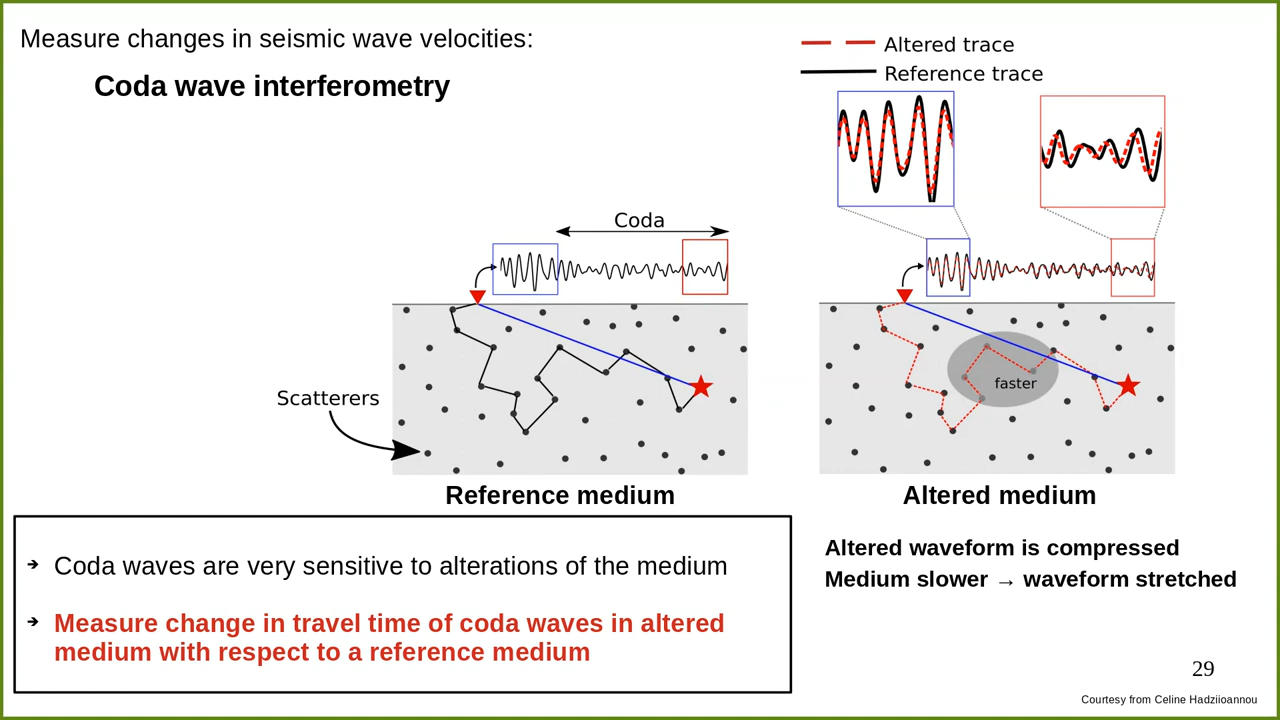 Measure changes in seismic wave velocities:
Coda wave interferometry
Altered trace
Reference trace
Coda
Scatterers
faster
Reference medium
Altered medium
➔ Coda waves are very sensitive to alterations of the medium
➔ Measure change in travel time of coda waves in altered
medium with respect to a reference medium
Altered waveform is compressed
Medium slower → waveform stretched
29
Courtesy from Celine Hadziioannou